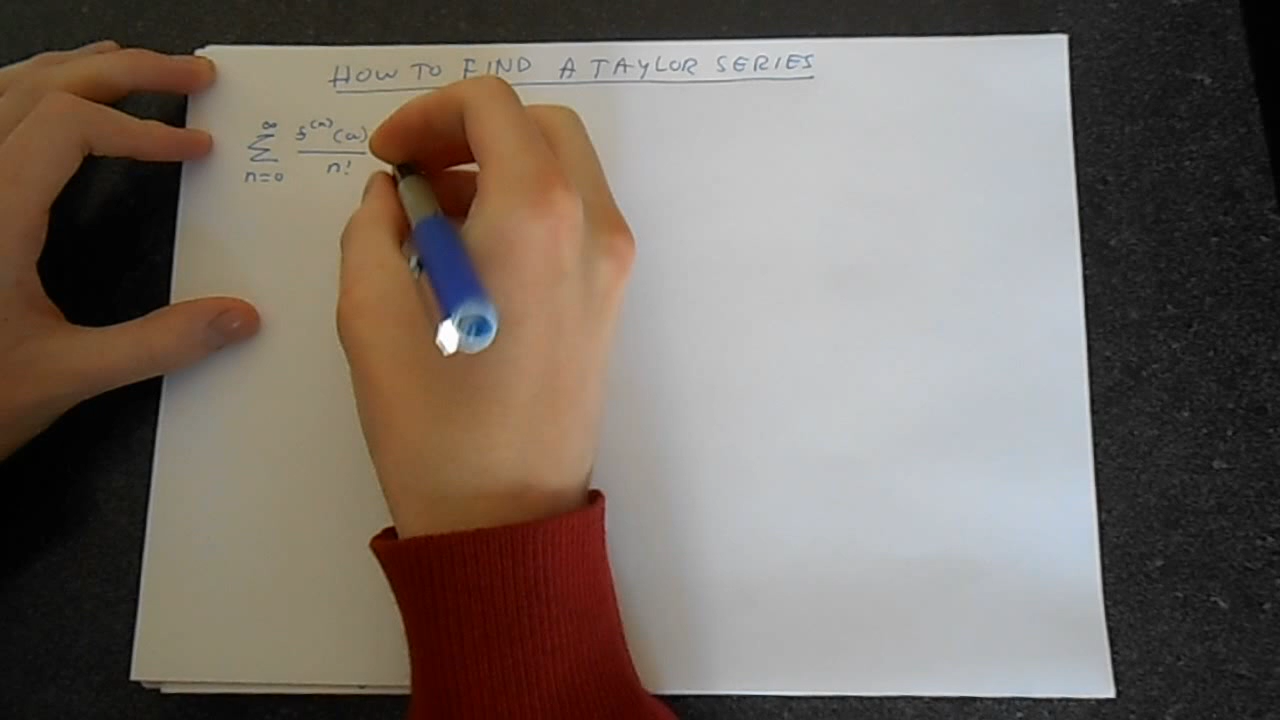 HOW TO FIND A TAYLOR SERIES
∞ f⁽ⁿ⁾(a)
Σ
n=0 n!